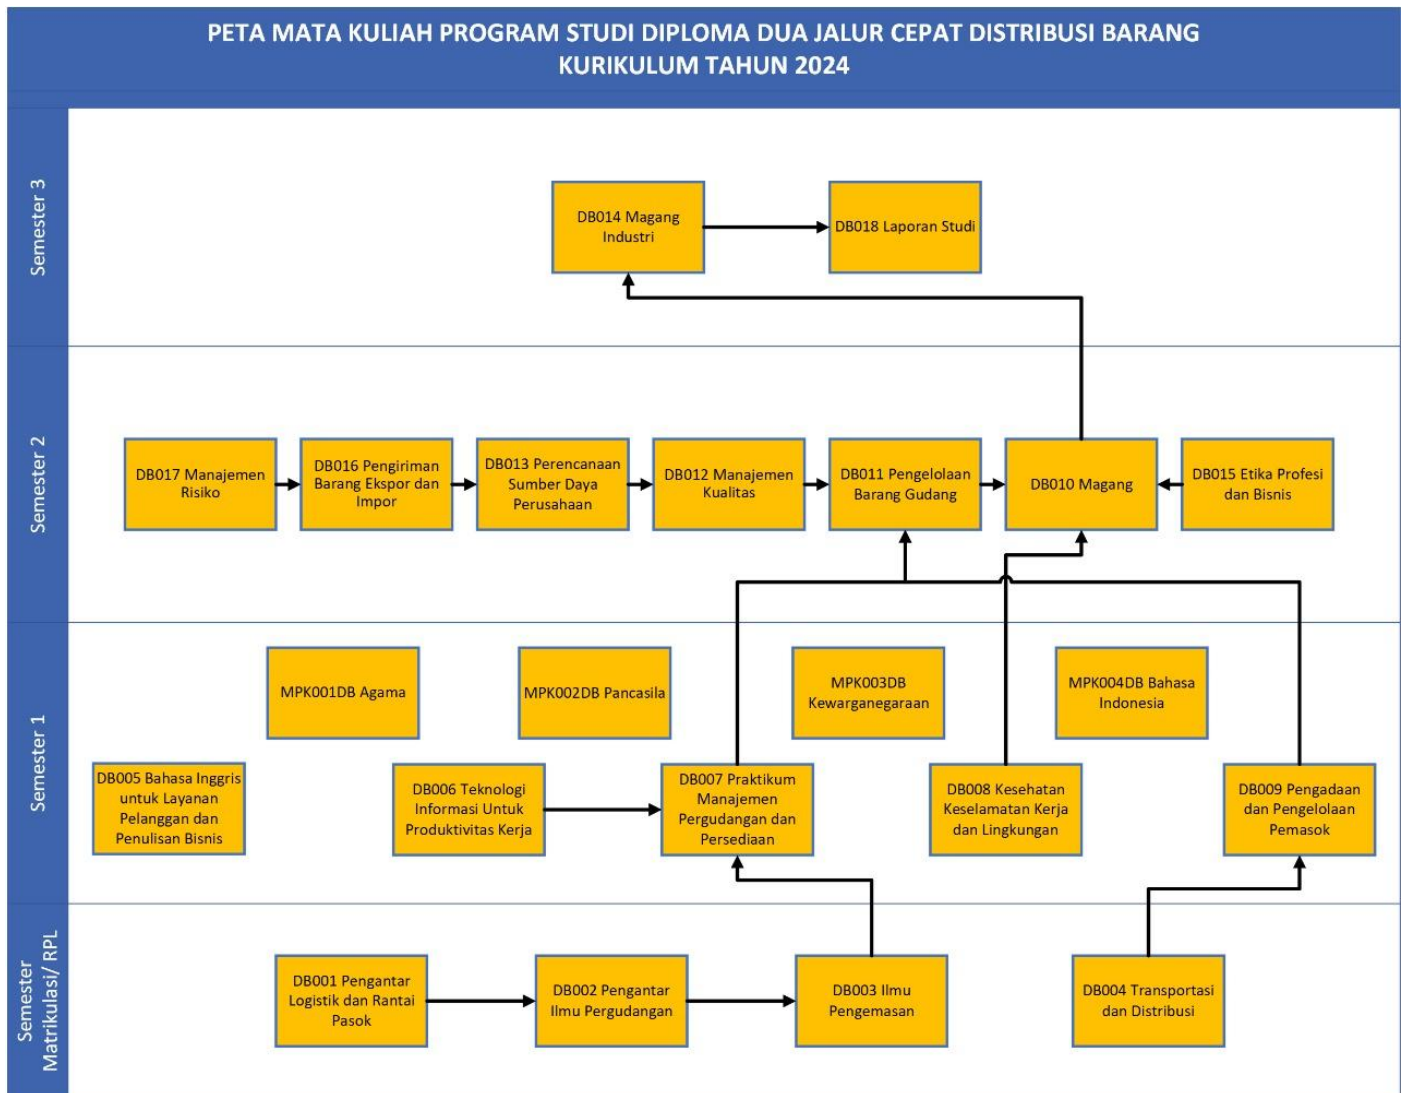 PETA MATA KULIAH PROGRAM STUDI DIPLOMA DUA JALUR CEPAT DISTRIBUSI BARANG
KURIKULUM TAHUN 2024
Semester 3
DB014 Magang
Industri
DB018 Laporan Studi
Semester 2
DB017 Manajemen
Risiko
DB016 Pengiriman
Barang Ekspor dan
Impor
DB013 Perencanaan
Sumber Daya
Perusahaan
DB012 Manajemen
Kualitas
DB011 Pengelolaan
Barang Gudang
DB010 Magang
DB015 Etika Profesi
dan Bisnis
Semester 1
MPK001DB Agama
MPK002DB Pancasila
MPK003DB
Kewarganegaraan
MPK004DB Bahasa
Indonesia
DB005 Bahasa Inggris
untuk Layanan
Pelanggan dan
Penulisan Bisnis
DB006 Teknologi
Informasi Untuk
Produktivitas Kerja
DB007 Praktikum
Manajemen
Pergudangan dan
Persediaan
DB008 Kesehatan
Keselamatan Kerja
dan Lingkungan
DB009 Pengadaan
dan Pengelolaan
Pemasok
Semester
Matrikulasi/ RPL
DB001 Pengantar
Logistik dan Rantai
Pasok
DB002 Pengantar
Ilmu Pergudangan
DB003 Ilmu
Pengemasan
DB004 Transportasi
dan Distribusi